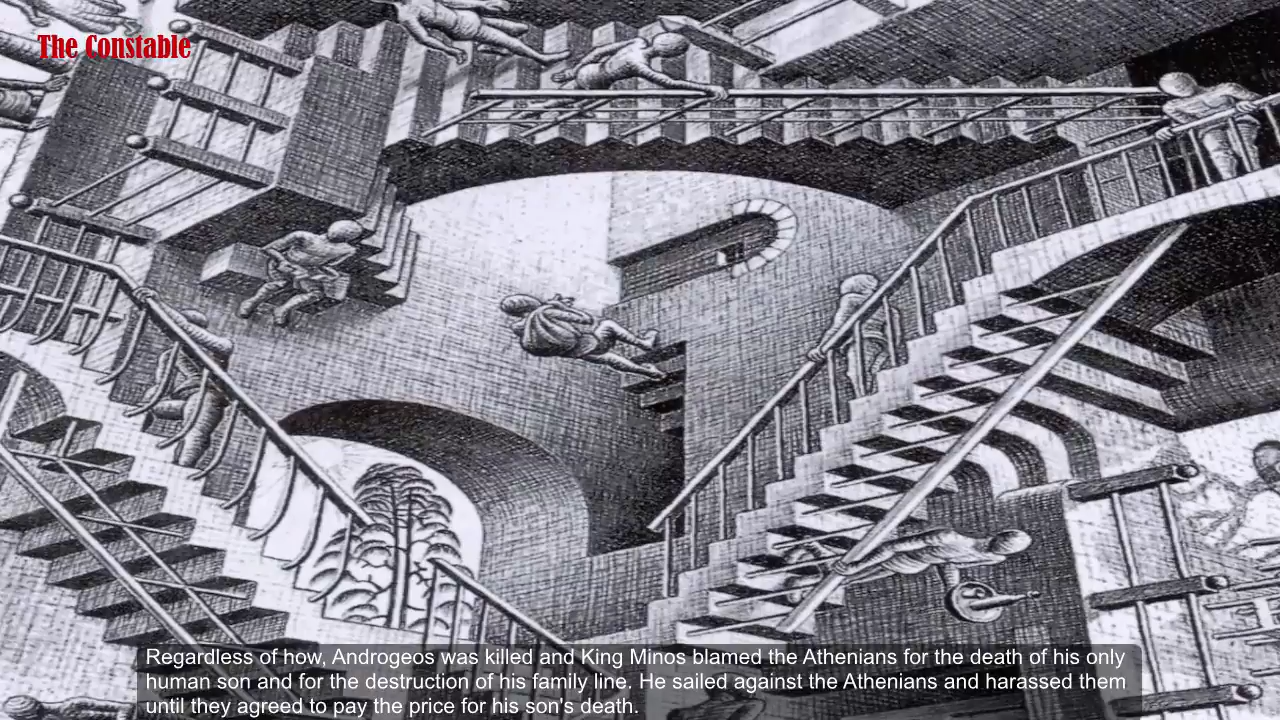 The Constable
Regardless of how, Androgeos was killed and King Minos blamed the Athenians for the death of his only
human son and for the destruction of his family line. He sailed against the Athenians and harassed them
until they agreed to pay the price for his son's death.